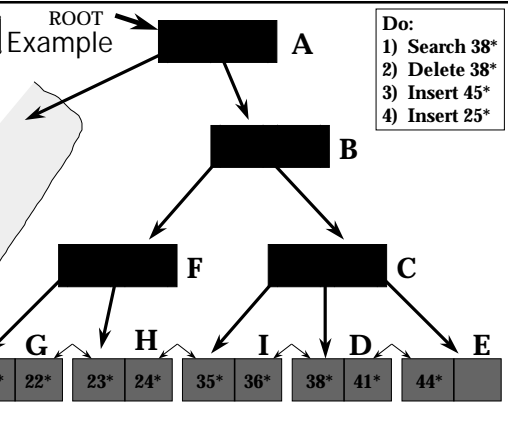 ROOT
Example
A
Do:
1) Search 38*
2) Delete 38*
3) Insert 45*
4) Insert 25*
B
F
C
G
H
I
D
E
* 22* 23* 24* 35* 36* 38* 41* 44*